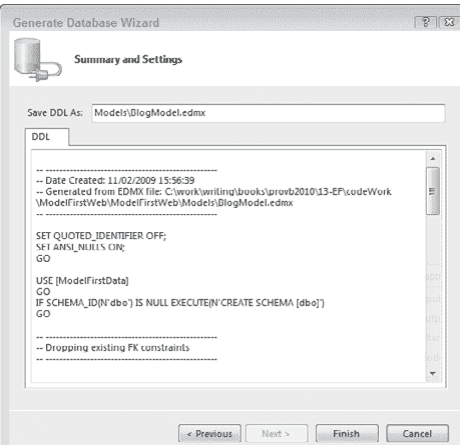 Generate Database Wizard
Summary and Settings
Save DDL As: Models\BlogModel.edmx
DDL
-- --------------------------------------------------
-- Date Created: 11/02/2009 15:56:39
-- Generated from EDMX file: C:\work\writing\books\provb2010\13-EF\codeWork
\ModelFirstWeb\ModelFirstWeb\Models\BlogModel.edmx
-- --------------------------------------------------
SET QUOTED_IDENTIFIER OFF;
SET ANSI_NULLS ON;
GO
USE [ModelFirstData]
GO
IF SCHEMA_ID(N'dbo') IS NULL EXECUTE(N'CREATE SCHEMA [dbo]')
GO
-- --------------------------------------------------
-- Dropping existing FK constraints
-- --------------------------------------------------
< Previous Next > Finish Cancel